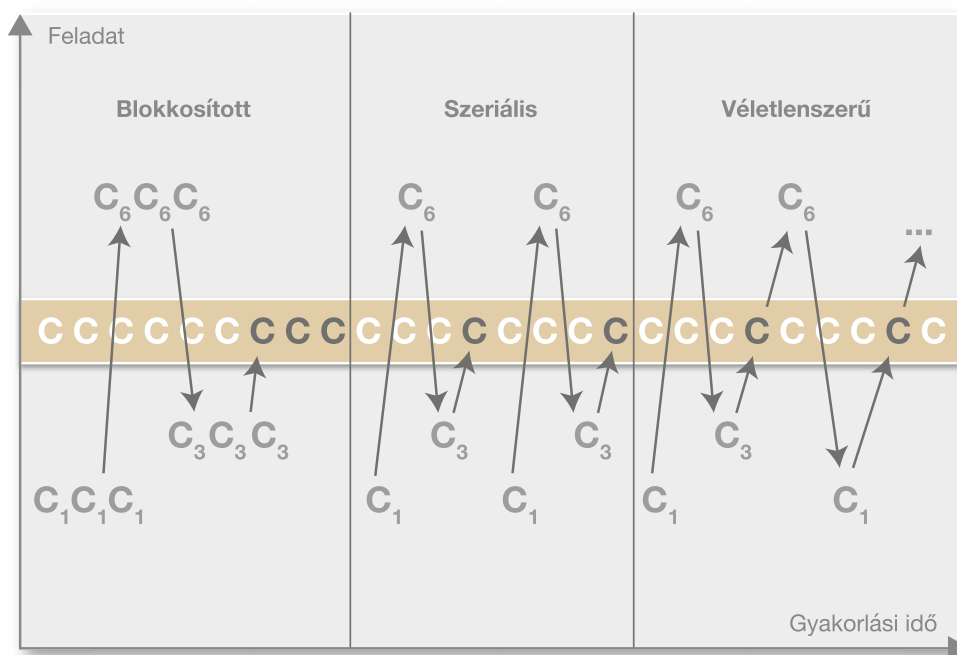 Feladat
Blokkosított Szeriális Véletlenszerű
C₆C₆C₆ C₆ C₆ C₆ C₆ ...
C C C C C C C C C C C C C C C C C C C C C C C C C C
C₃C₃C₃ C₃ C₃ C₃
C₁C₁C₁ C₁ C₁ C₁ C₁
Gyakorlási idő